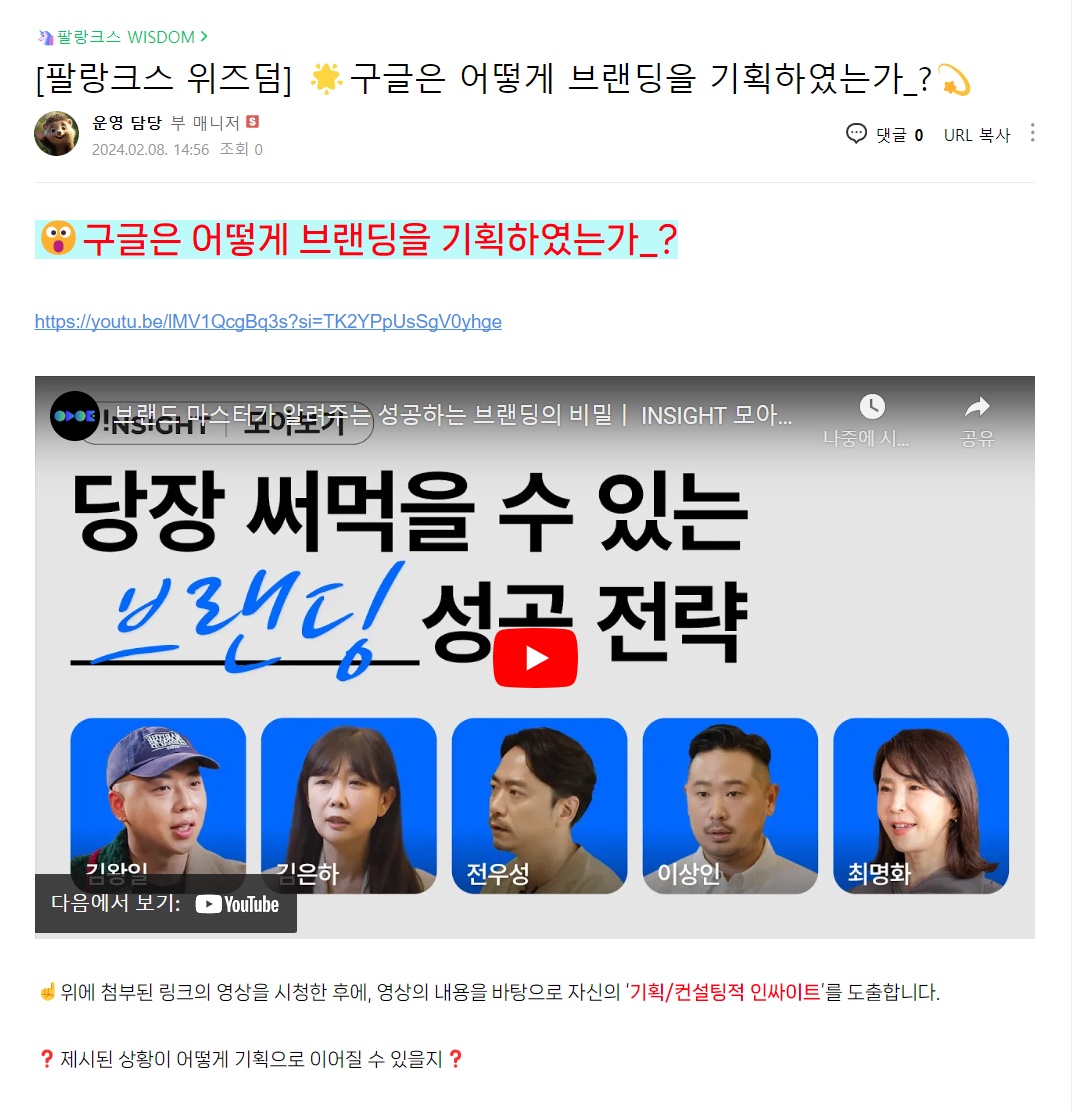 팔랑크스 WISDOM >
[팔랑크스 위즈덤] 🌟구글은 어떻게 브랜딩을 기획하였는가_?💫
운영 담당 부 매니저 S
2024.02.08. 14:56 조회 0
댓글 0 URL 복사
😲구글은 어떻게 브랜딩을 기획하였는가_?
https://youtu.be/lMV1QcgBq3s?si=TK2YPpUsSgV0yhge
브랜드 마스터가 알려주는 성공하는 브랜딩의 비밀ㅣ INSIGHT 모아...
!NS!GHT | 모아보기
나중에 시... 공유
당장 써먹을 수 있는
브랜딩 성공 전략
김왕일 김은하 전우성 이상인 최명화
다음에서 보기: YouTube
☝위에 첨부된 링크의 영상을 시청한 후에, 영상의 내용을 바탕으로 자신의 '기획/컨설팅적 인싸이트'를 도출합니다.
❓제시된 상황이 어떻게 기획으로 이어질 수 있을지❓